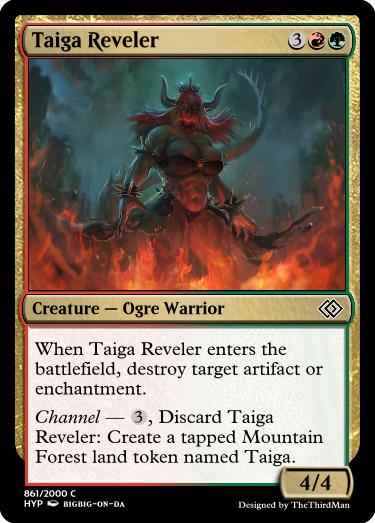 Taiga Reveler 3
Creature — Ogre Warrior
When Taiga Reveler enters the
battlefield, destroy target artifact or
enchantment.
Channel — 3, Discard Taiga
Reveler: Create a tapped Mountain
Forest land token named Taiga.
4/4
861/2000 C
HYP BIGBIG-ON-DA
Designed by TheThirdMan